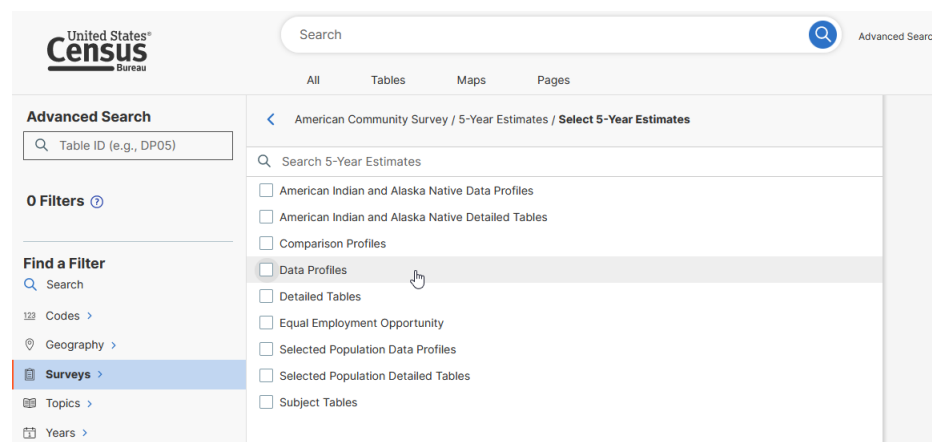 United States®
Census
Bureau
Search
Advanced Searc
All Tables Maps Pages
Advanced Search
Table ID (e.g., DP05)
0 Filters ?
Find a Filter
Search
123 Codes >
Geography >
Surveys >
Topics >
Years >
American Community Survey / 5-Year Estimates / Select 5-Year Estimates
Search 5-Year Estimates
American Indian and Alaska Native Data Profiles
American Indian and Alaska Native Detailed Tables
Comparison Profiles
Data Profiles
Detailed Tables
Equal Employment Opportunity
Selected Population Data Profiles
Selected Population Detailed Tables
Subject Tables